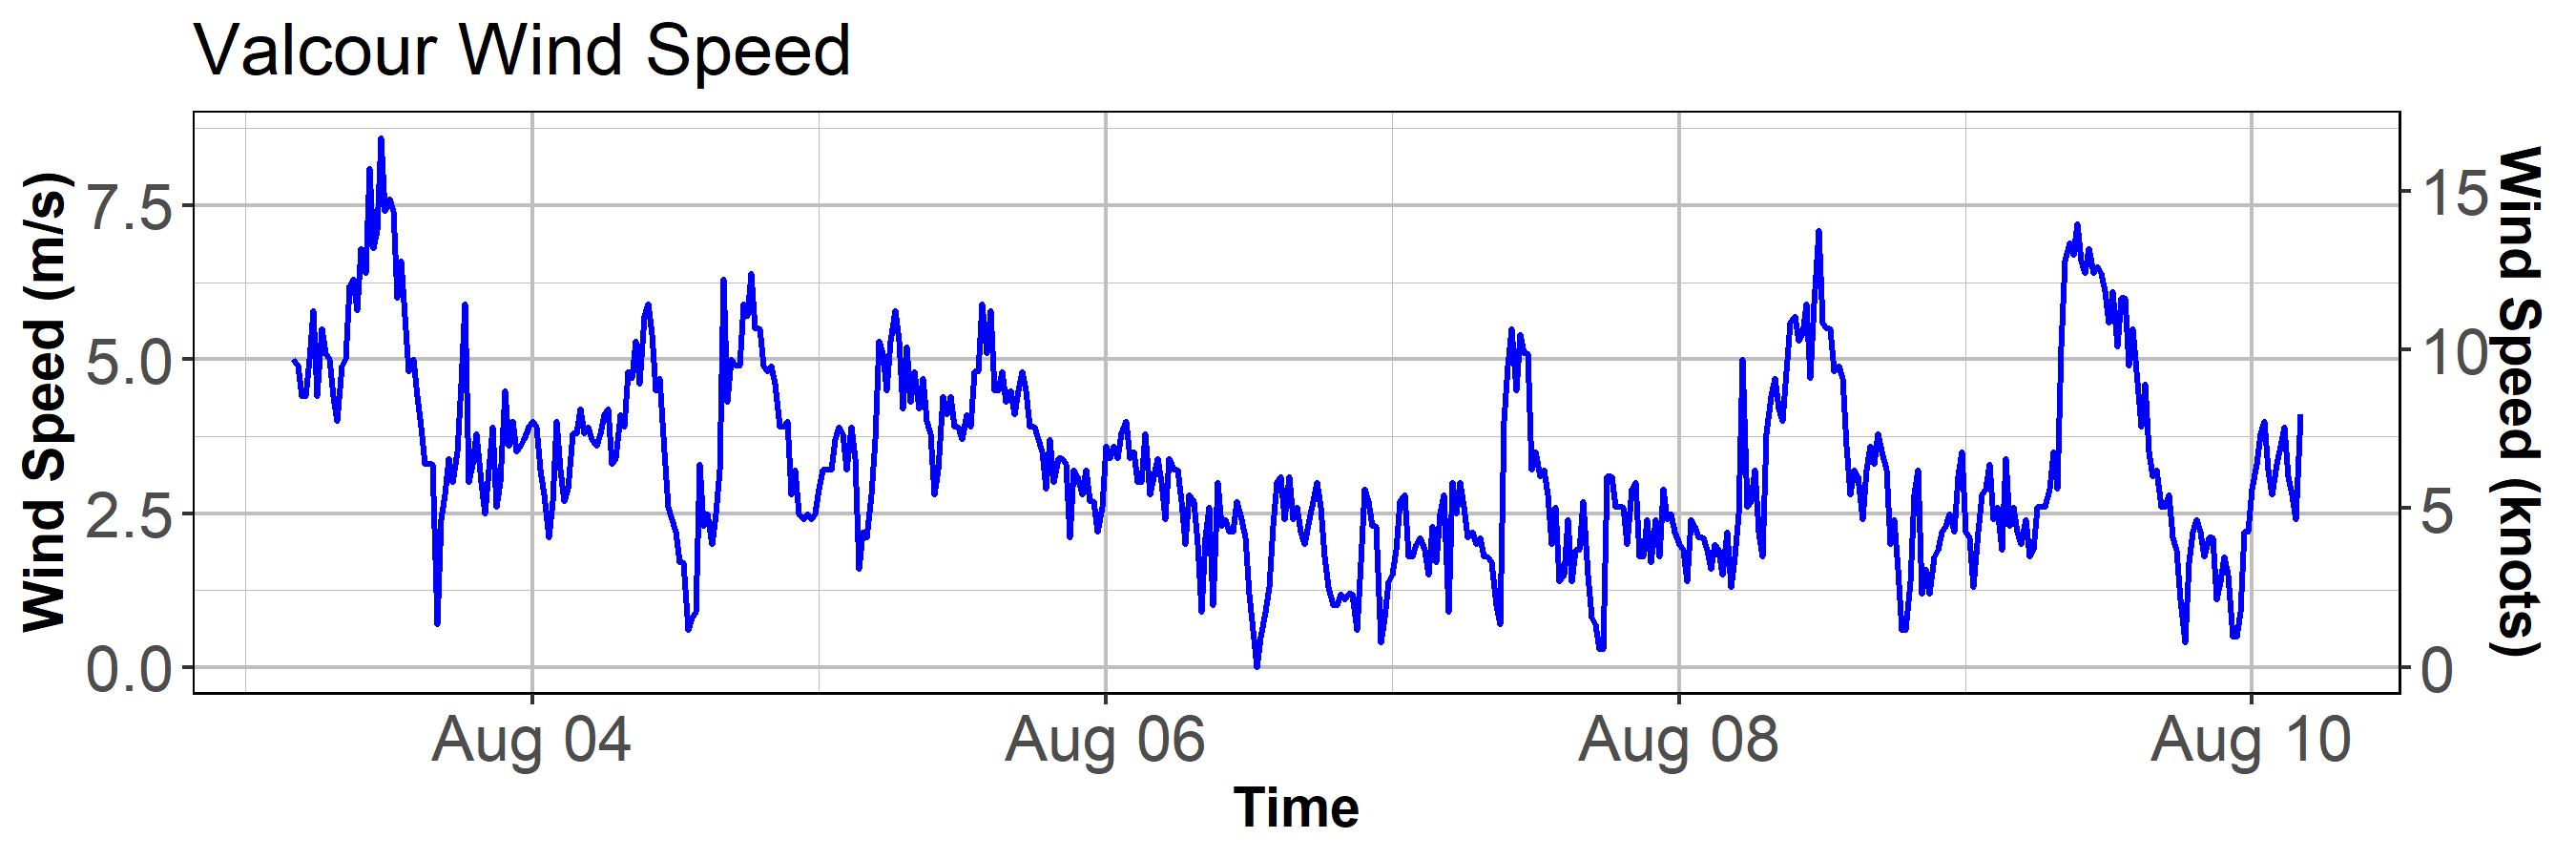 Valcour Wind Speed
Wind Speed (m/s)
7.5
5.0
2.5
0.0
15
10
5
0
Wind Speed (knots)
Aug 04
Aug 06
Aug 08
Aug 10
Time